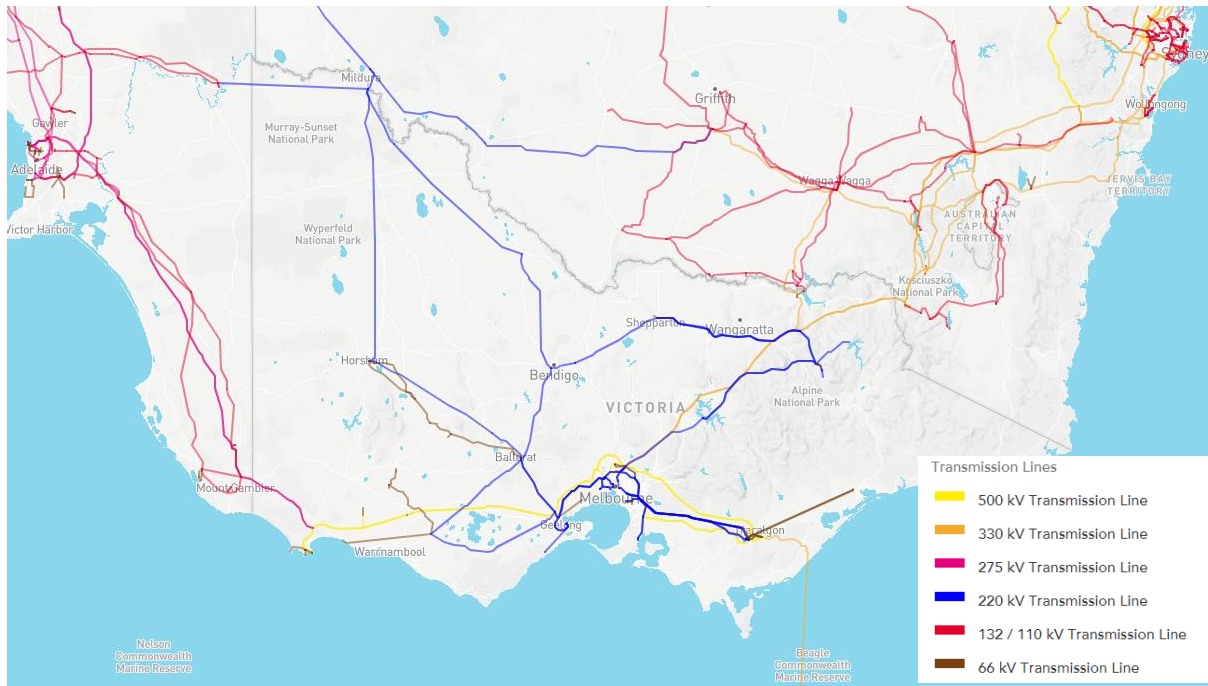 Mildura
Griffith
Sydney
Wollongong
Gawler
Murray-Sunset
National Park
Adelaide
Wagga Wagga
JERVIS BAY
TERRITORY
Victor Harbor
Wyperfeld
National Park
AUSTRALIAN
CAPITAL
TERRITORY
Kosciuszko
National Park
Shepparton
Wangaratta
Horsham
Bendigo
Alpine
National Park
VICTORIA
Ballarat
Mount Gambier
Melbourne
Geelong
Traralgon
Warrnambool
Nelson
Commonwealth
Marine Reserve
Beagle
Commonwealth
Marine Reserve
Transmission Lines
500 kV Transmission Line
330 kV Transmission Line
275 kV Transmission Line
220 kV Transmission Line
132 / 110 kV Transmission Line
66 kV Transmission Line